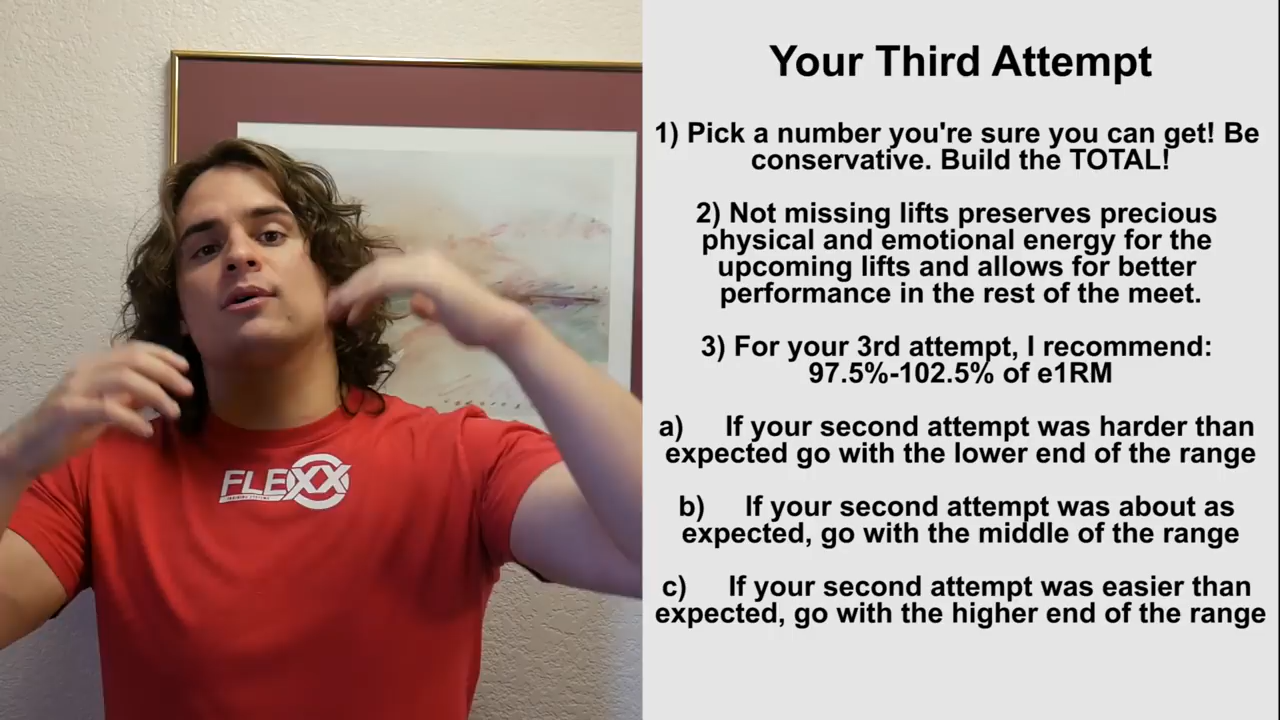 Your Third Attempt
1) Pick a number you're sure you can get! Be
conservative. Build the TOTAL!
2) Not missing lifts preserves precious
physical and emotional energy for the
upcoming lifts and allows for better
performance in the rest of the meet.
3) For your 3rd attempt, I recommend:
97.5%-102.5% of e1RM
a) If your second attempt was harder than
expected go with the lower end of the range
b) If your second attempt was about as
expected, go with the middle of the range
c) If your second attempt was easier than
expected, go with the higher end of the range
FLEXX